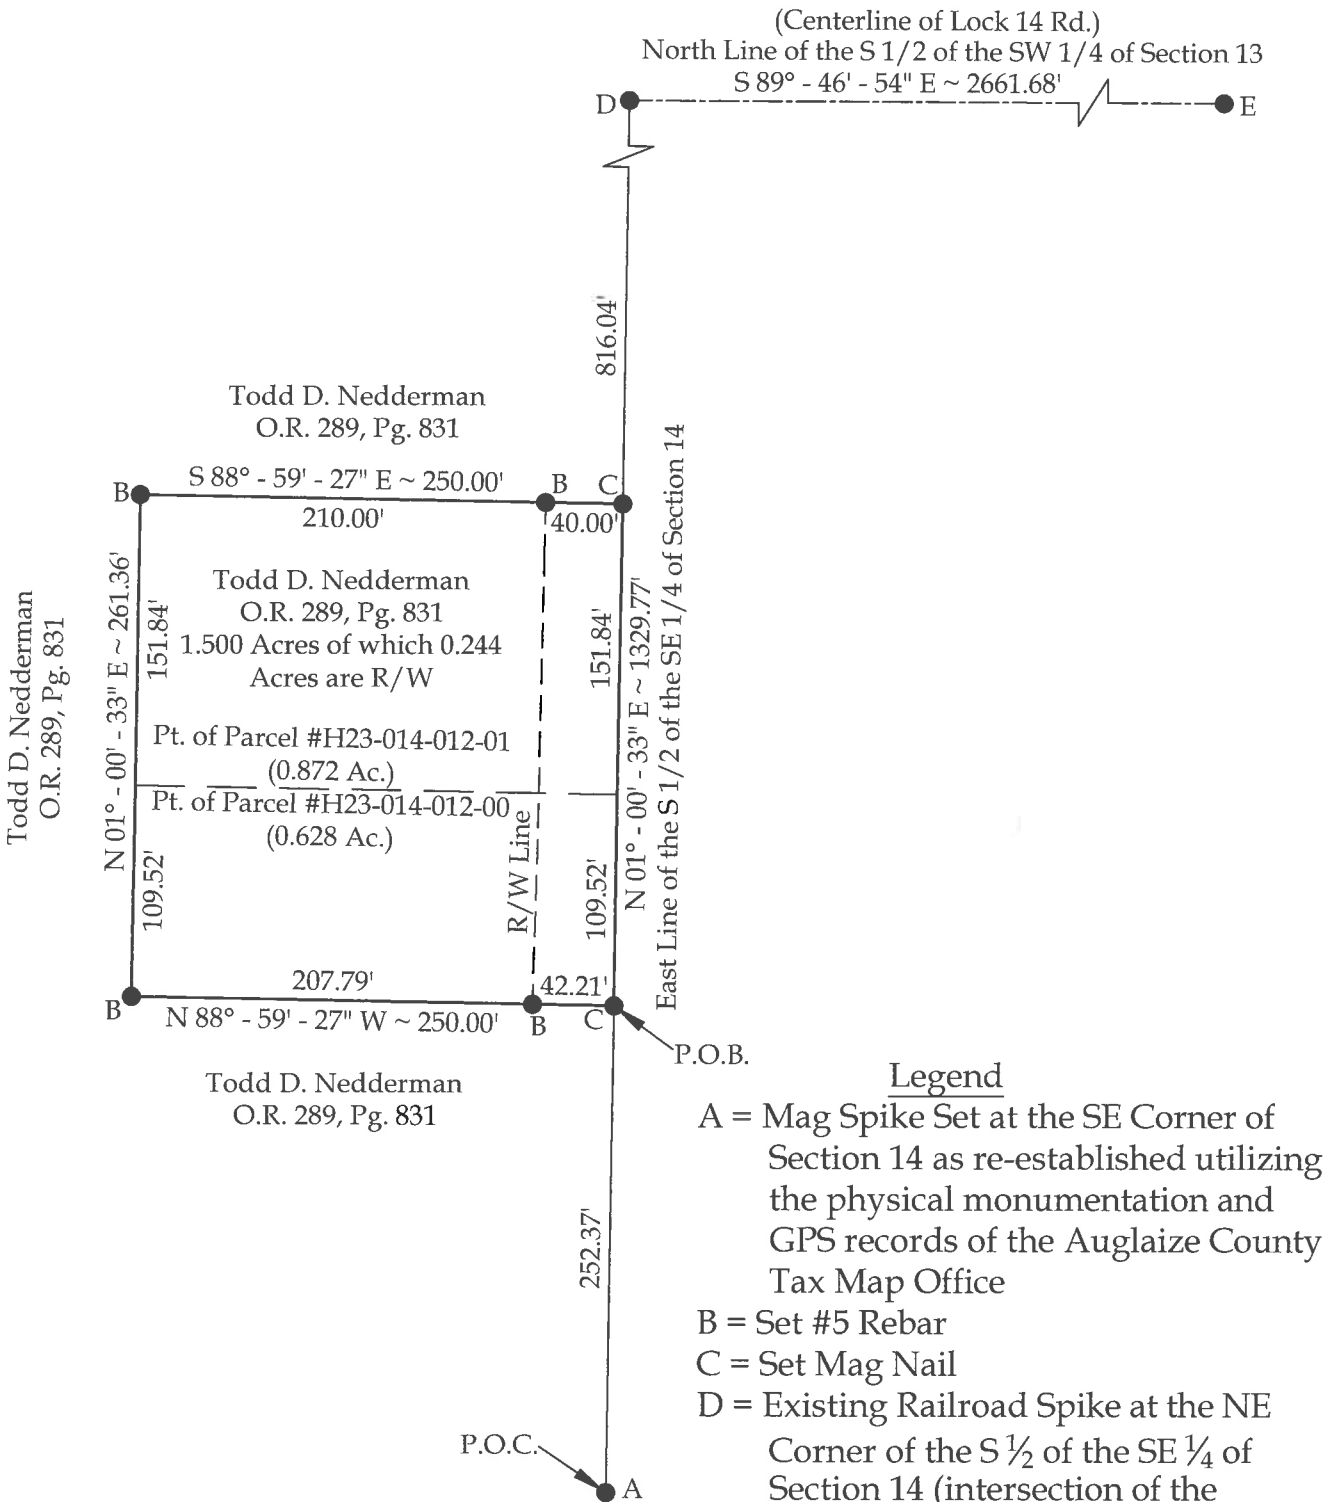 (Centerline of Lock 14 Rd.)
North Line of the S 1/2 of the SW 1/4 of Section 13
S 89° - 46' - 54" E ~ 2661.68'
D
E
816.04'
Todd D. Nedderman
O.R. 289, Pg. 831
S 88° - 59' - 27" E ~ 250.00'
B
B
C
210.00'
40.00'
Todd D. Nedderman
O.R. 289, Pg. 831
N 01° - 00' - 33" E ~ 261.36'
151.84'
Todd D. Nedderman
O.R. 289, Pg. 831
1.500 Acres of which 0.244
Acres are R/W
151.84'
N 01° - 00' - 33" E ~ 1329.77'
East Line of the S 1/2 of the SE 1/4 of Section 14
Pt. of Parcel #H23-014-012-01
(0.872 Ac.)
Pt. of Parcel #H23-014-012-00
(0.628 Ac.)
R/W Line
109.52'
109.52'
207.79'
42.21'
B
N 88° - 59' - 27" W ~ 250.00'
B
C
P.O.B.
Todd D. Nedderman
O.R. 289, Pg. 831
252.37'
P.O.C.
A
Legend
A = Mag Spike Set at the SE Corner of
Section 14 as re-established utilizing
the physical monumentation and
GPS records of the Auglaize County
Tax Map Office
B = Set #5 Rebar
C = Set Mag Nail
D = Existing Railroad Spike at the NE
Corner of the S ½ of the SE ¼ of
Section 14 (intersection of the